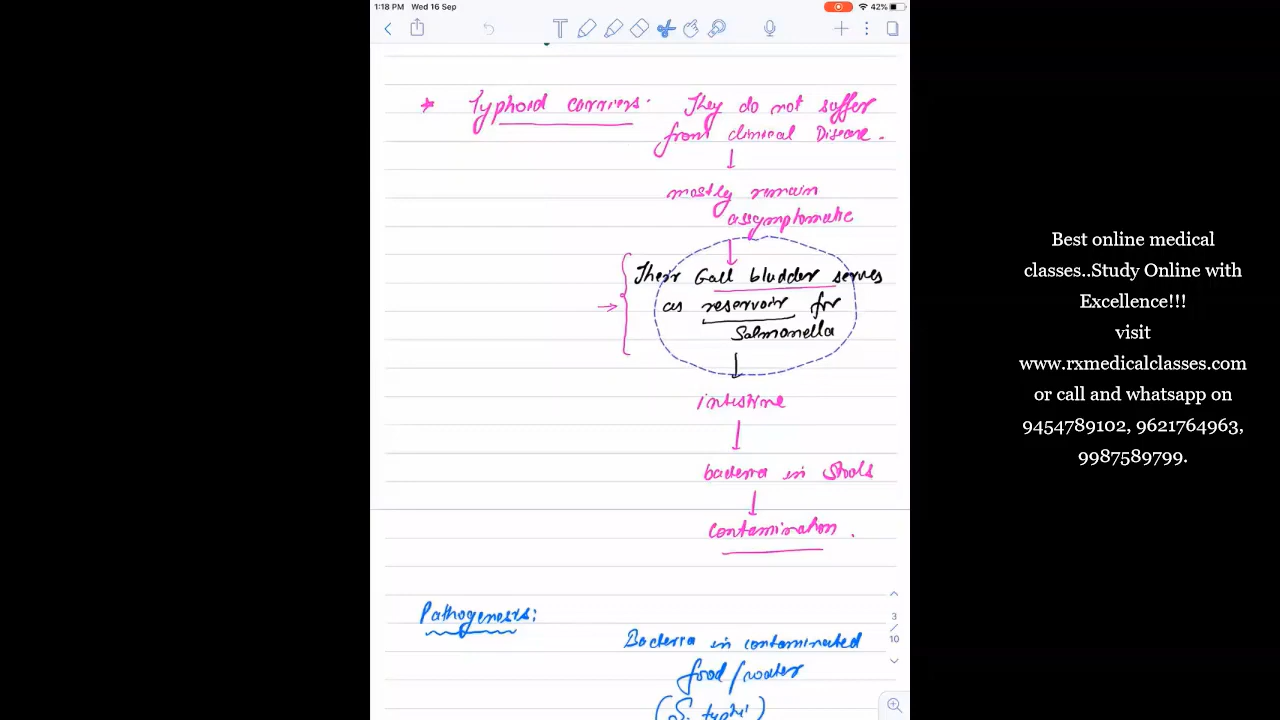 1:18 PM Wed 16 Sep
42%
* Typhoid carriers: They do not suffer
from clinical Disease.
mostly remain
assymptomatic
Their Gall bladder serves
as reservoir for
Salmonella
intestine
bacteria in stools
contamination.
Pathogenesis:
Bacteria in contaminated
food/water
(S. typhi)
3
/
10
Best online medical
classes..Study Online with
Excellence!!!
visit
www.rxmedicalclasses.com
or call and whatsapp on
9454789102, 9621764963,
9987589799.